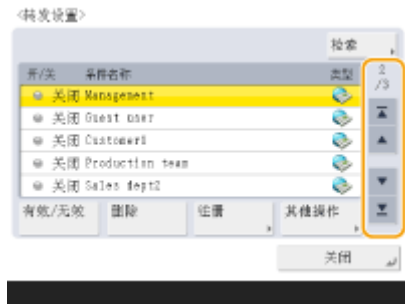 <转发设置>
检索
开/关 条件名称 类型
2
/3
关闭 Management
关闭 Guest user
关闭 Customer1
关闭 Production team
关闭 Sales dept2
有效/无效 删除 注册 其他操作
关闭